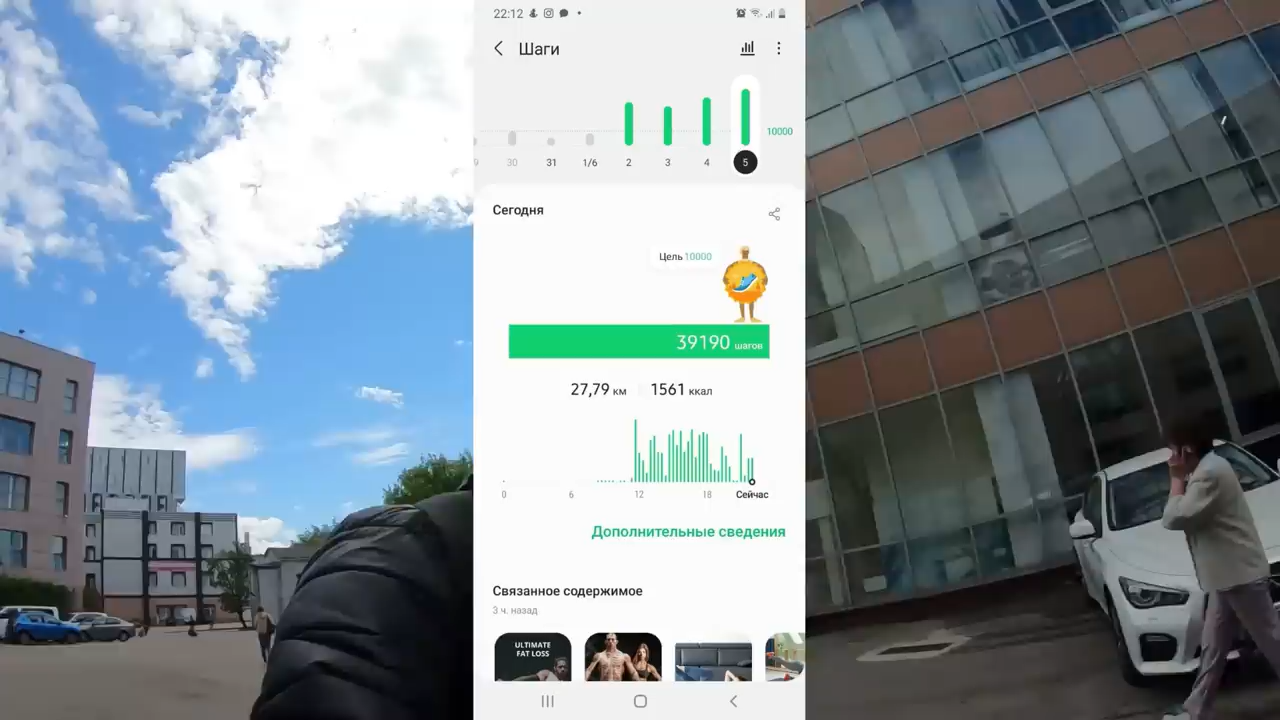 22:12
Шаги
10000
9 30 31 1/6 2 3 4 5
Сегодня
Цель 10000
39190 шагов
27,79 км 1561 ккал
0 6 12 18 Сейчас
Дополнительные сведения
Связанное содержимое
3 ч. назад
ULTIMATE
FAT LOSS